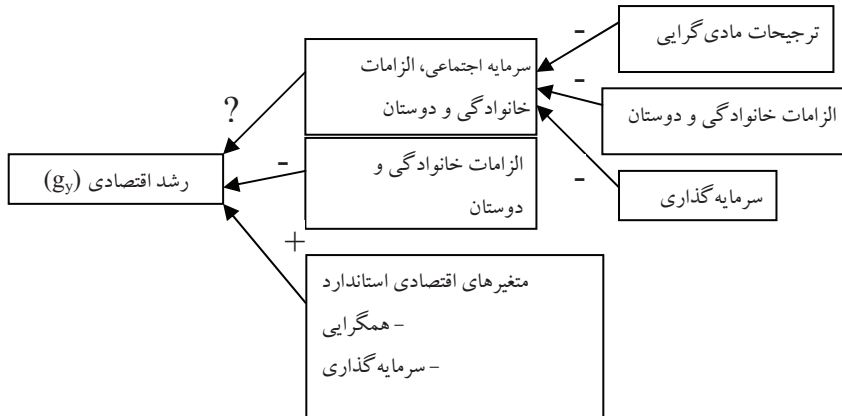 ترجیحات مادی‌گرایی
-
سرمایه اجتماعی، الزامات
خانوادگی و دوستان
-
الزامات خانوادگی و دوستان
?
-
سرمایه‌گذاری
رشد اقتصادی (gy)
-
الزامات خانوادگی و
دوستان
+
متغیرهای اقتصادی استاندارد
– همگرایی
– سرمایه‌گذاری